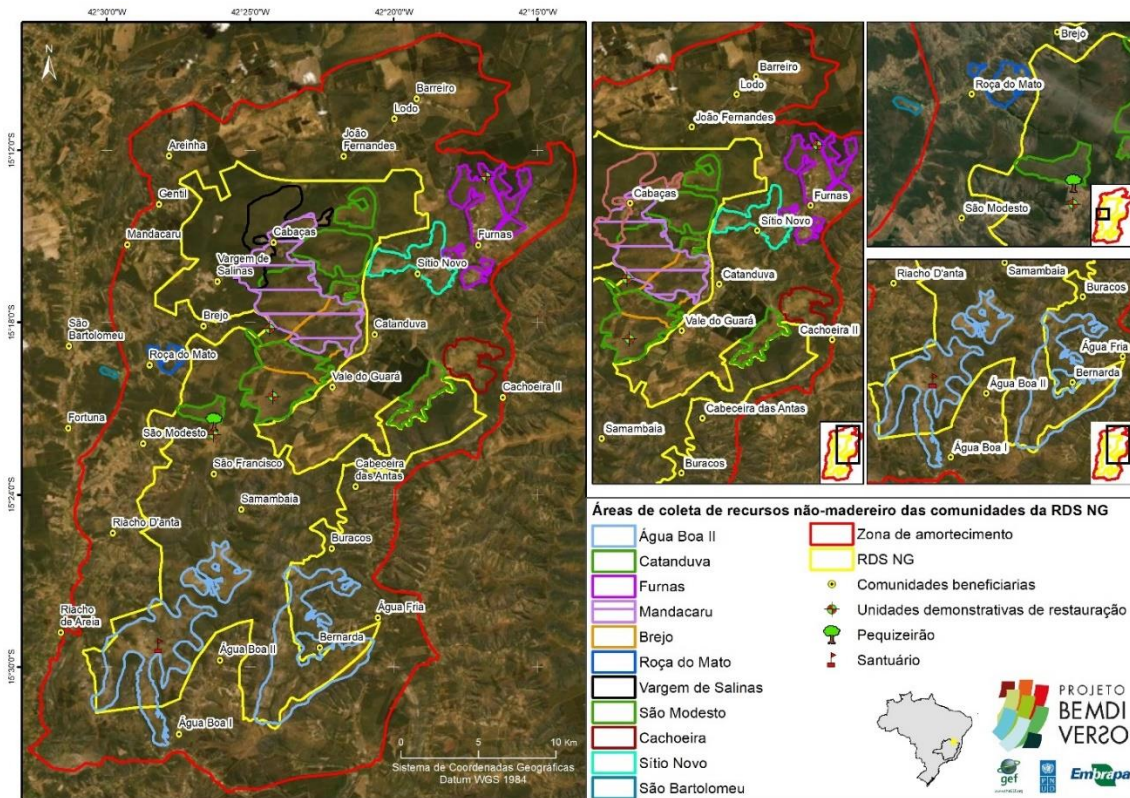 42°30'0"W
42°25'0"W
42°20'0"W
42°15'0"W
15°12'0"S
15°18'0"S
15°24'0"S
15°30'0"S
N
Barreiro
Lodo
João
Fernandes
Areinha
Gentil
Mandacaru
Cabaças
Vargem de
Salinas
Furnas
Sítio Novo
Brejo
São
Bartolomeu
Catanduva
Roça do Mato
Vale do Guará
Cachoeira II
Fortuna
São Modesto
São Francisco
Cabeceira
das Antas
Samambaia
Riacho D'anta
Buracos
Riacho
de Areia
Água Fria
Bernarda
Água Boa II
Água Boa I
0
5
10 Km
Sistema de Coordenadas Geográficas
Datum WGS 1984
Barreiro
Lodo
João Fernandes
Cabaças
Furnas
Sítio Novo
Catanduva
Vale do Guará
Cachoeira II
Cabeceira das Antas
Samambaia
Buracos
Brejo
Roça do Mato
São Modesto
Riacho D'anta
Samambaia
Buracos
Água Fria
Água Boa II
Bernarda
Água Boa I
Áreas de coleta de recursos não-madereiro das comunidades da RDS NG
Água Boa II
Catanduva
Furnas
Mandacaru
Brejo
Roça do Mato
Vargem de Salinas
São Modesto
Cachoeira
Sítio Novo
São Bartolomeu
Zona de amortecimento
RDS NG
Comunidades beneficiarias
Unidades demonstrativas de restauração
Pequizeirão
Santuário
PROJETO
BEMDI
VERSO
gef
PNUD
Embrapa